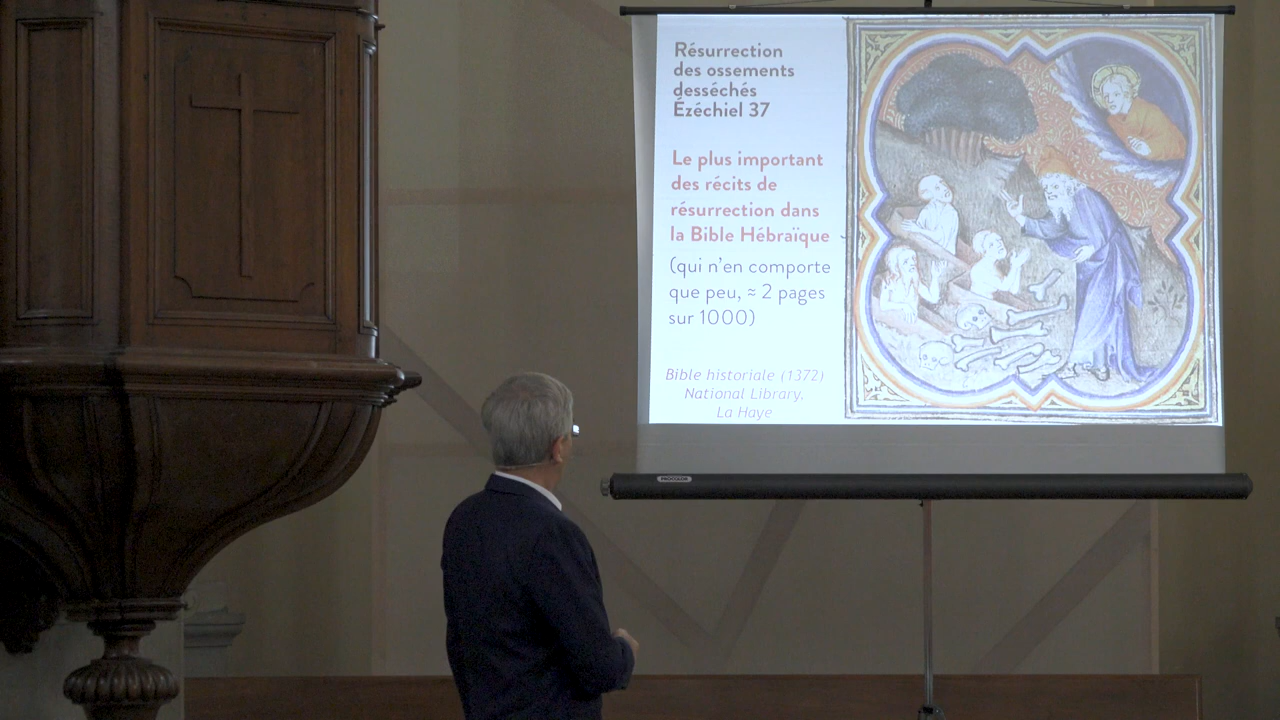 Résurrection
des ossements
desséchés
Ézéchiel 37
Le plus important
des récits de
résurrection dans
la Bible Hébraïque
(qui n'en comporte
que peu, ≈ 2 pages
sur 1000)
Bible historiale (1372)
National Library,
La Haye
PROCOLOR